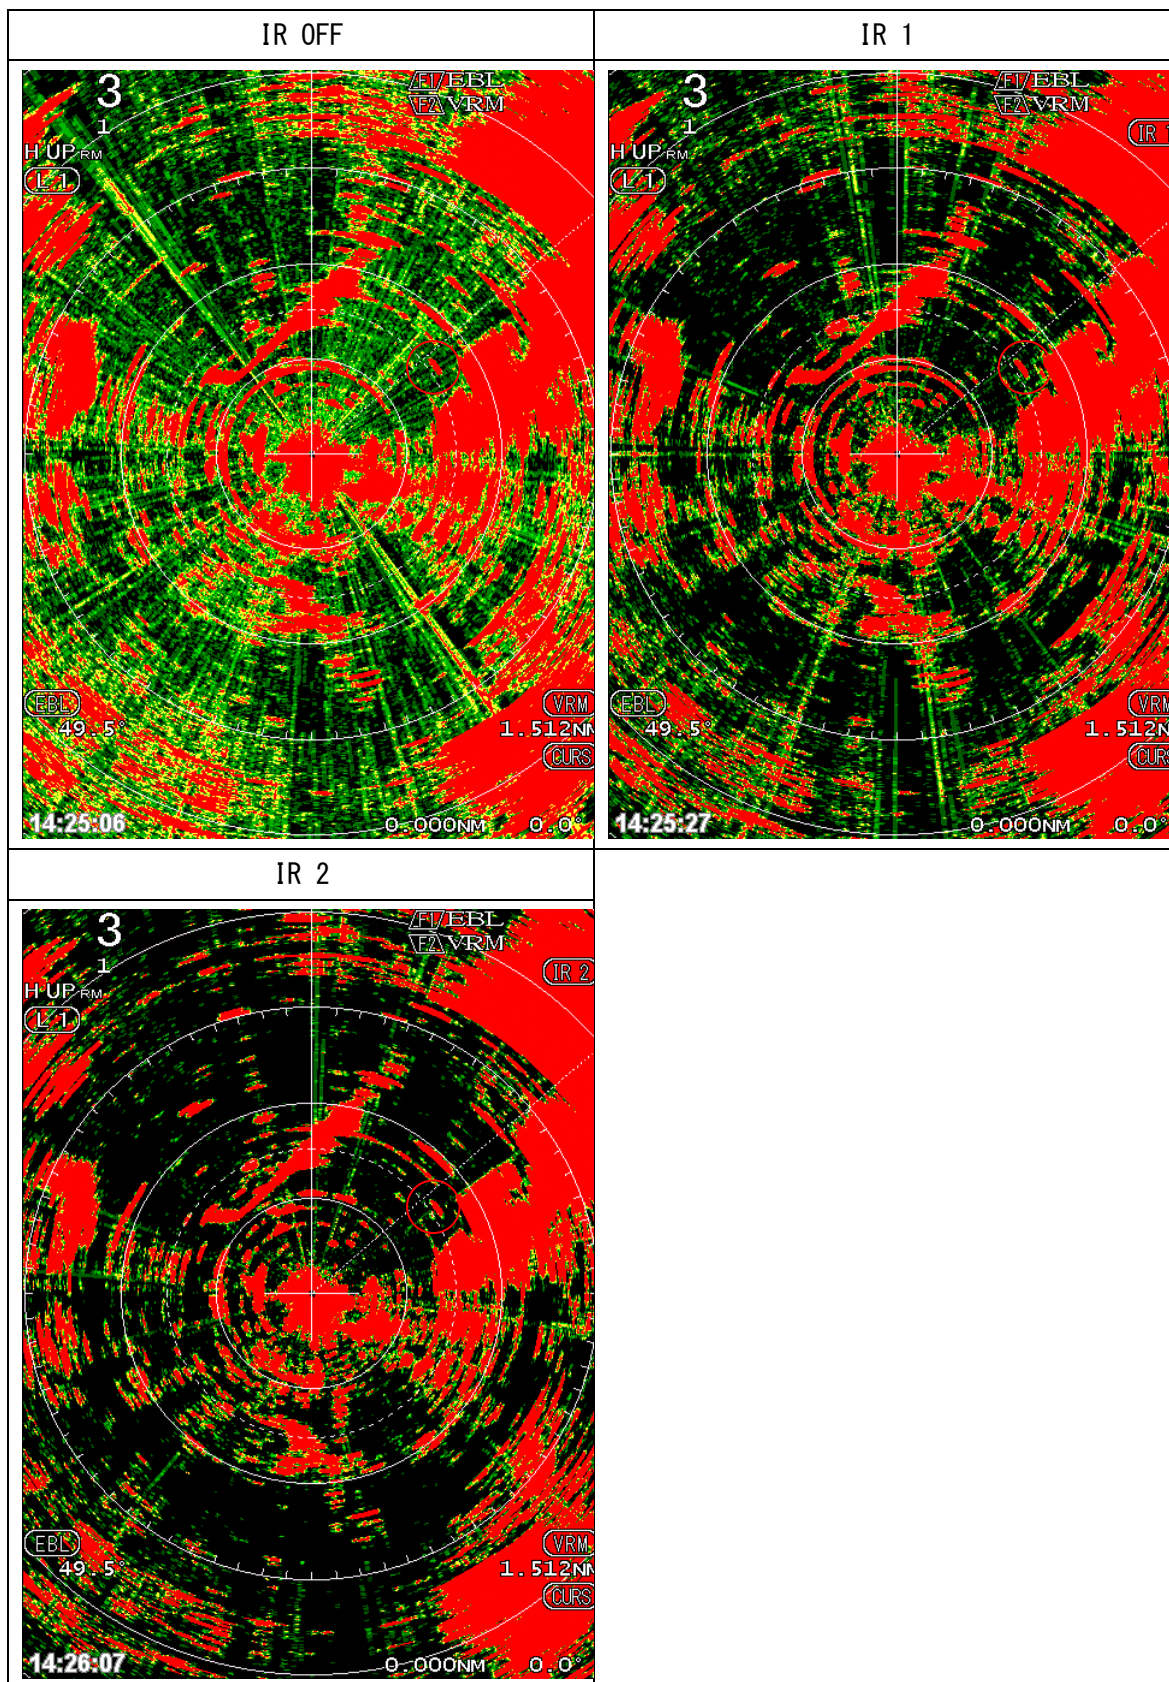 IR OFF
IR 1
3
F1 EBL
F2 VRM
1
H UP RM
L 1
EBL
49.5°
VRM
1.512NM
CURS
14:25:06
0.000NM
0.0°
3
F1 EBL
F2 VRM
1
IR 1
H UP RM
L 1
EBL
49.5°
VRM
1.512N
CURS
14:25:27
0.000NM
0.0°
IR 2
3
F1 EBL
F2 VRM
1
IR 2
H UP RM
L 1
EBL
49.5°
VRM
1.512NM
CURS
14:26:07
0.000NM
0.0°